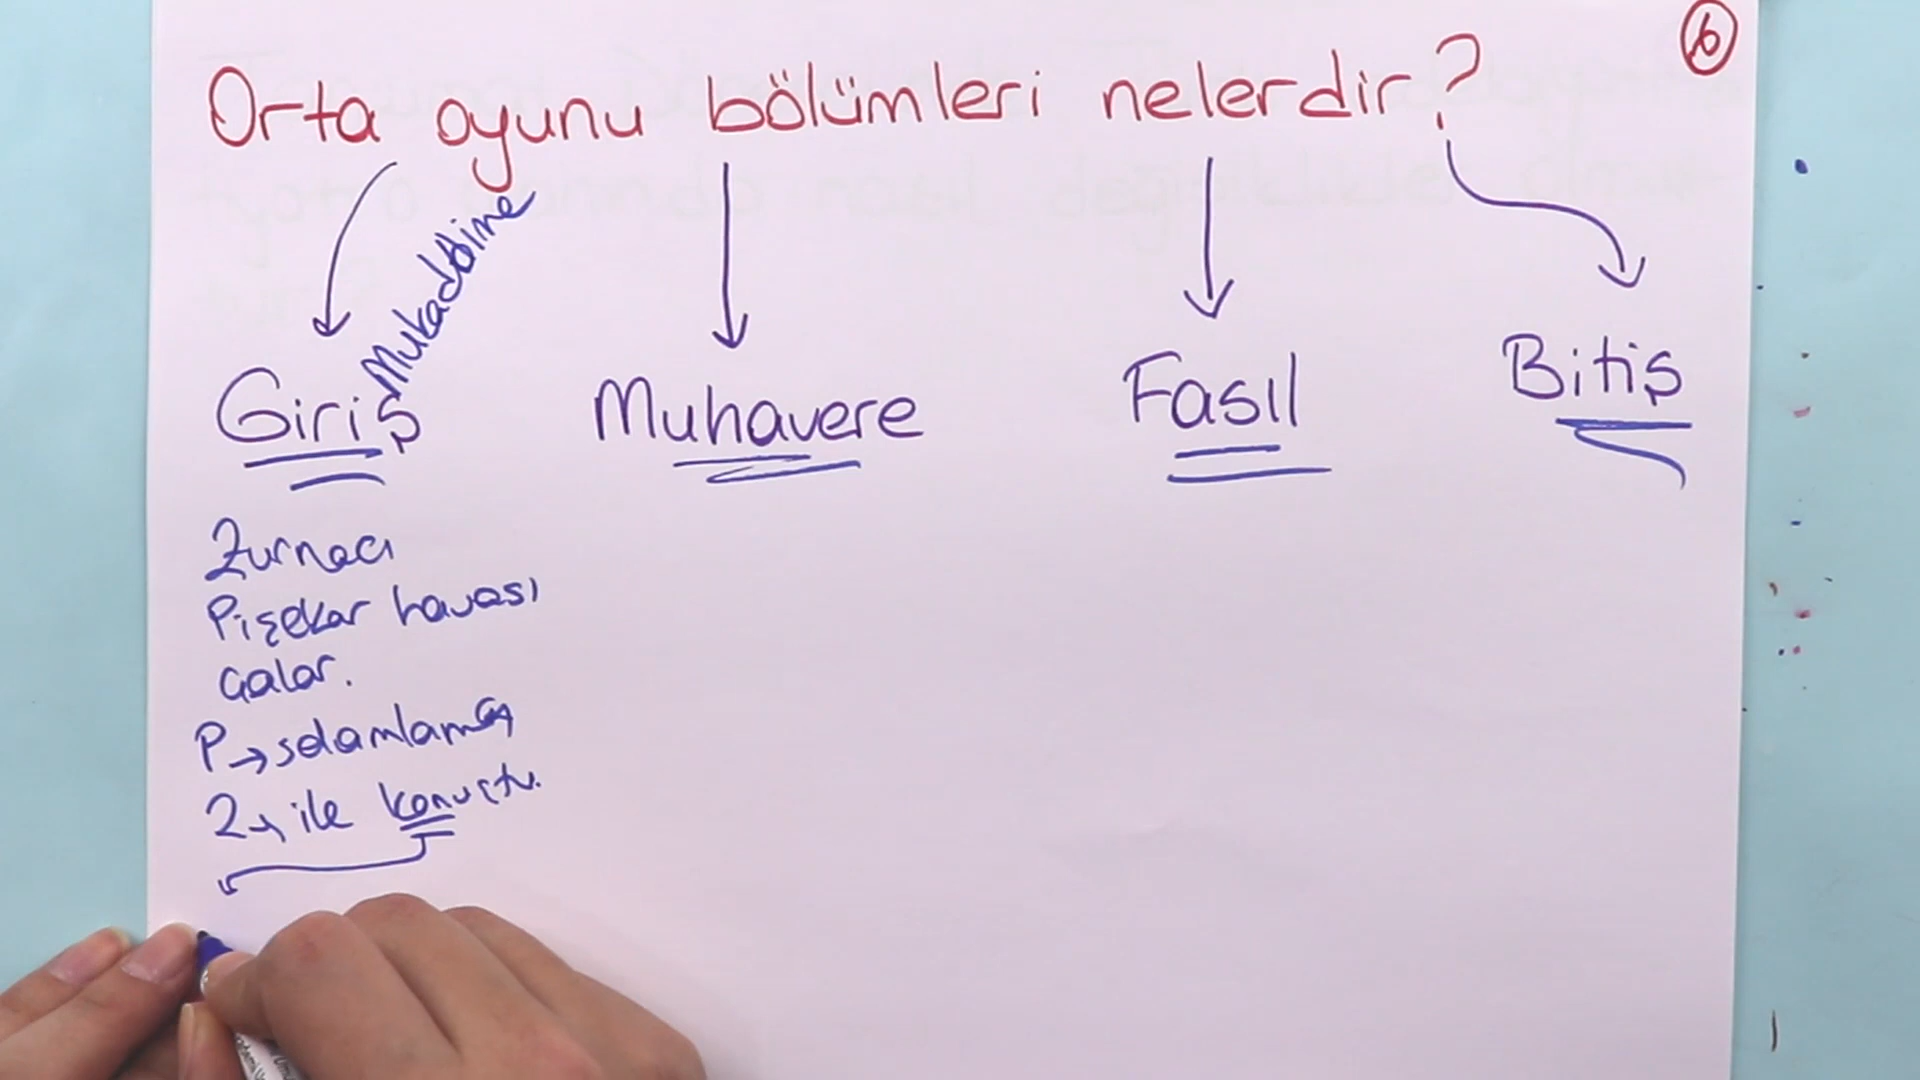 6
Orta oyunu bölümleri nelerdir?
Mukaddime
Giriş Muhavere Fasıl Bitiş
Zurnacı
Pişekar havası
çalar.
P → selamlama
Z → ile konuştu.